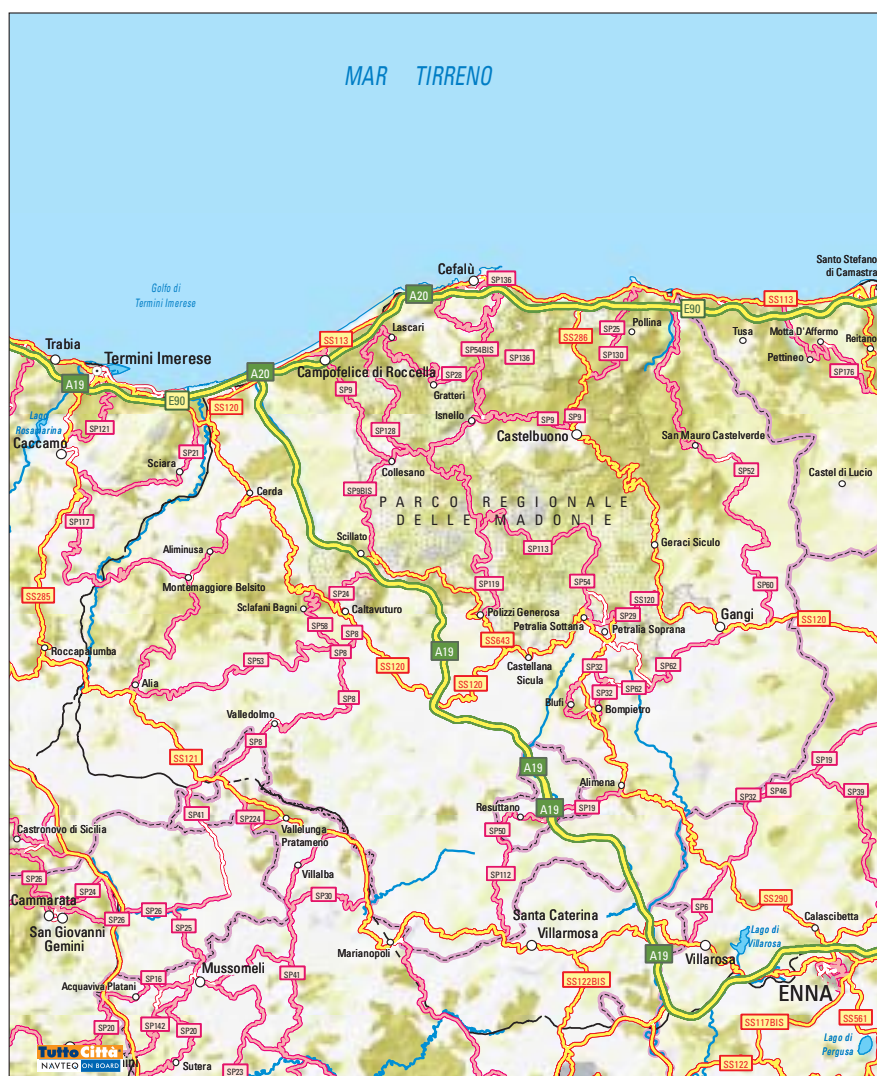 MAR TIRRENO
Santo Stefano
di Camastra
Cefalù
SP136
Golfo di
Termini Imerese
A20
E90
SS113
SS113
Lascari
SS286
SP25
Pollina
Tusa
Motta D'Affermo
Reitano
Trabia
Termini Imerese
SP54BIS
SP136
SP130
Pettineo
A20
Campofelice di Roccella
SP28
SP176
A19
E90
SS120
SP9
Gratteri
Isnello
SP9
SP9
Lago
Rosamarina
SP121
SP128
Castelbuono
San Mauro Castelverde
Caccamo
SP21
Sciara
Collesano
SP52
Castel di Lucio
Cerda
SP9BIS
PARCO REGIONALE
DELLE MADONIE
SP117
Aliminusa
Scillato
SP113
Geraci Siculo
Montemaggiore Belsito
SP119
SP54
SP60
SS285
SP24
SS120
Sclafani Bagni
Caltavuturo
Polizzi Generosa
SP29
Gangi
SS120
SP58
SP8
Petralia Sottana
Petralia Soprana
SS643
Roccapalumba
SP8
A19
SP53
SS120
Castellana
Sicula
SP32
SP62
Alia
SS120
SP62
SP8
SP32
Blufi
Bompietro
Valledolmo
SP8
SS121
A19
SP19
Alimena
SP46
SP39
SP32
A19
SP19
Resuttano
SP41
SP224
Vallelunga
Pratameno
SP50
Castronovo di Sicilia
Villalba
SP112
SP26
SP24
SP30
SS290
Cammarata
SP26
SP26
SP6
San Giovanni
Gemini
SP25
Santa Caterina
Villarmosa
Calascibetta
Marianopoli
Lago di
Villarosa
A19
Villarosa
Mussomeli
SP41
SP16
SS122BIS
Acquaviva Platani
ENNA
SP20
SP142
SP20
SS117BIS
SS561
Lago di
Pergusa
TuttoCittà
NAVTEQ ON BOARD
lini
Sutera
SP23
SS122